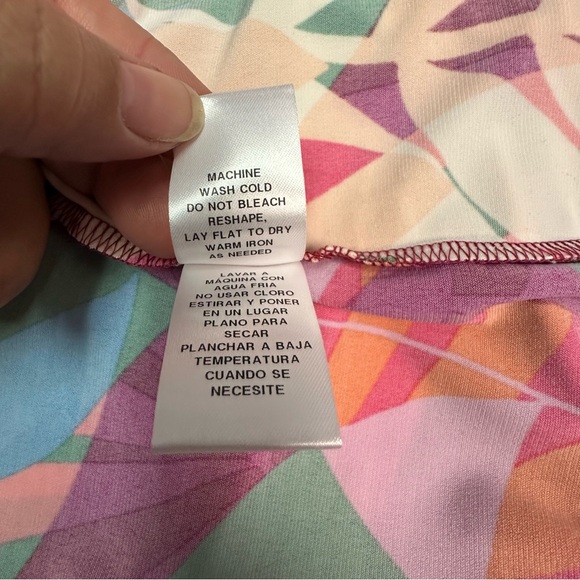 MACHINE
WASH COLD
DO NOT BLEACH
RESHAPE,
LAY FLAT TO DRY
WARM IRON
AS NEEDED
LAVAR A
MAQUINA CON
AGUA FRIA
NO USAR CLORO
ESTIRAR Y PONER
EN UN LUGAR
PLANO PARA
SECAR
PLANCHAR A BAJA
TEMPERATURA
CUANDO SE
NECESITE